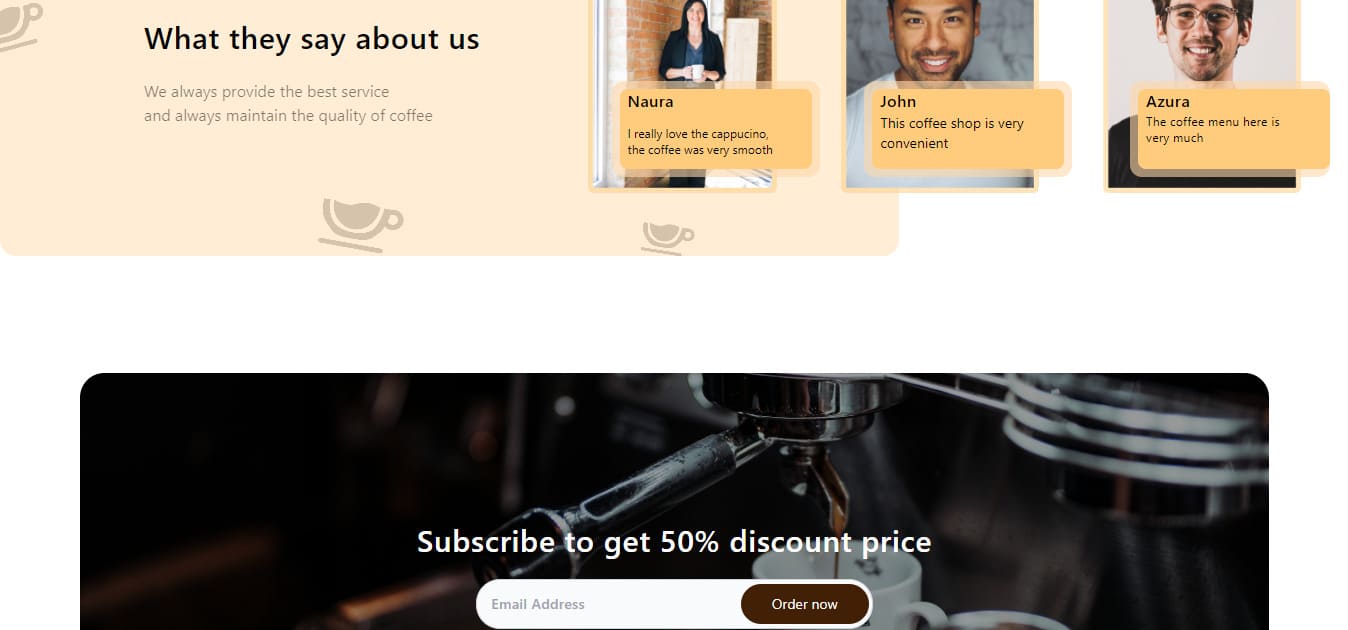 What they say about us
We always provide the best service
and always maintain the quality of coffee
Naura
I really love the cappucino,
the coffee was very smooth
John
This coffee shop is very
convenient
Azura
The coffee menu here is
very much
Subscribe to get 50% discount price
Email Address
Order now